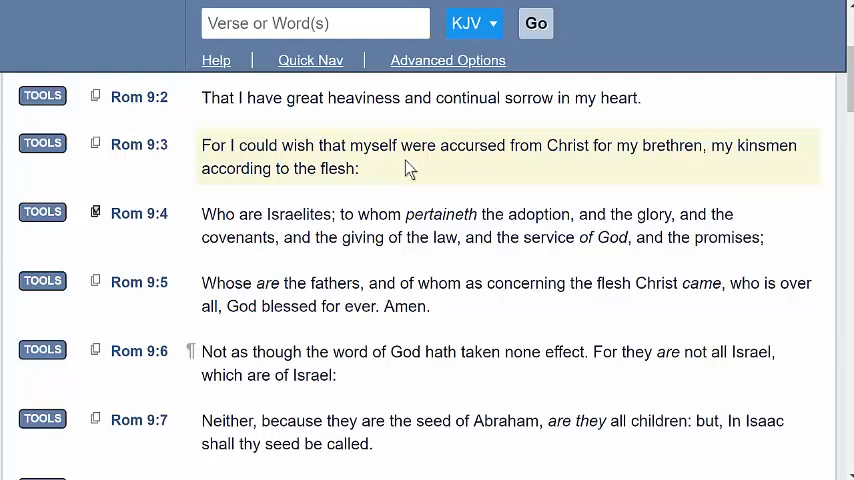 Verse or Word(s) KJV Go
Help | Quick Nav | Advanced Options
TOOLS Rom 9:2 That I have great heaviness and continual sorrow in my heart.
TOOLS Rom 9:3 For I could wish that myself were accursed from Christ for my brethren, my kinsmen
according to the flesh:
TOOLS Rom 9:4 Who are Israelites; to whom pertaineth the adoption, and the glory, and the
covenants, and the giving of the law, and the service of God, and the promises;
TOOLS Rom 9:5 Whose are the fathers, and of whom as concerning the flesh Christ came, who is over
all, God blessed for ever. Amen.
TOOLS Rom 9:6 ¶ Not as though the word of God hath taken none effect. For they are not all Israel,
which are of Israel:
TOOLS Rom 9:7 Neither, because they are the seed of Abraham, are they all children: but, In Isaac
shall thy seed be called.